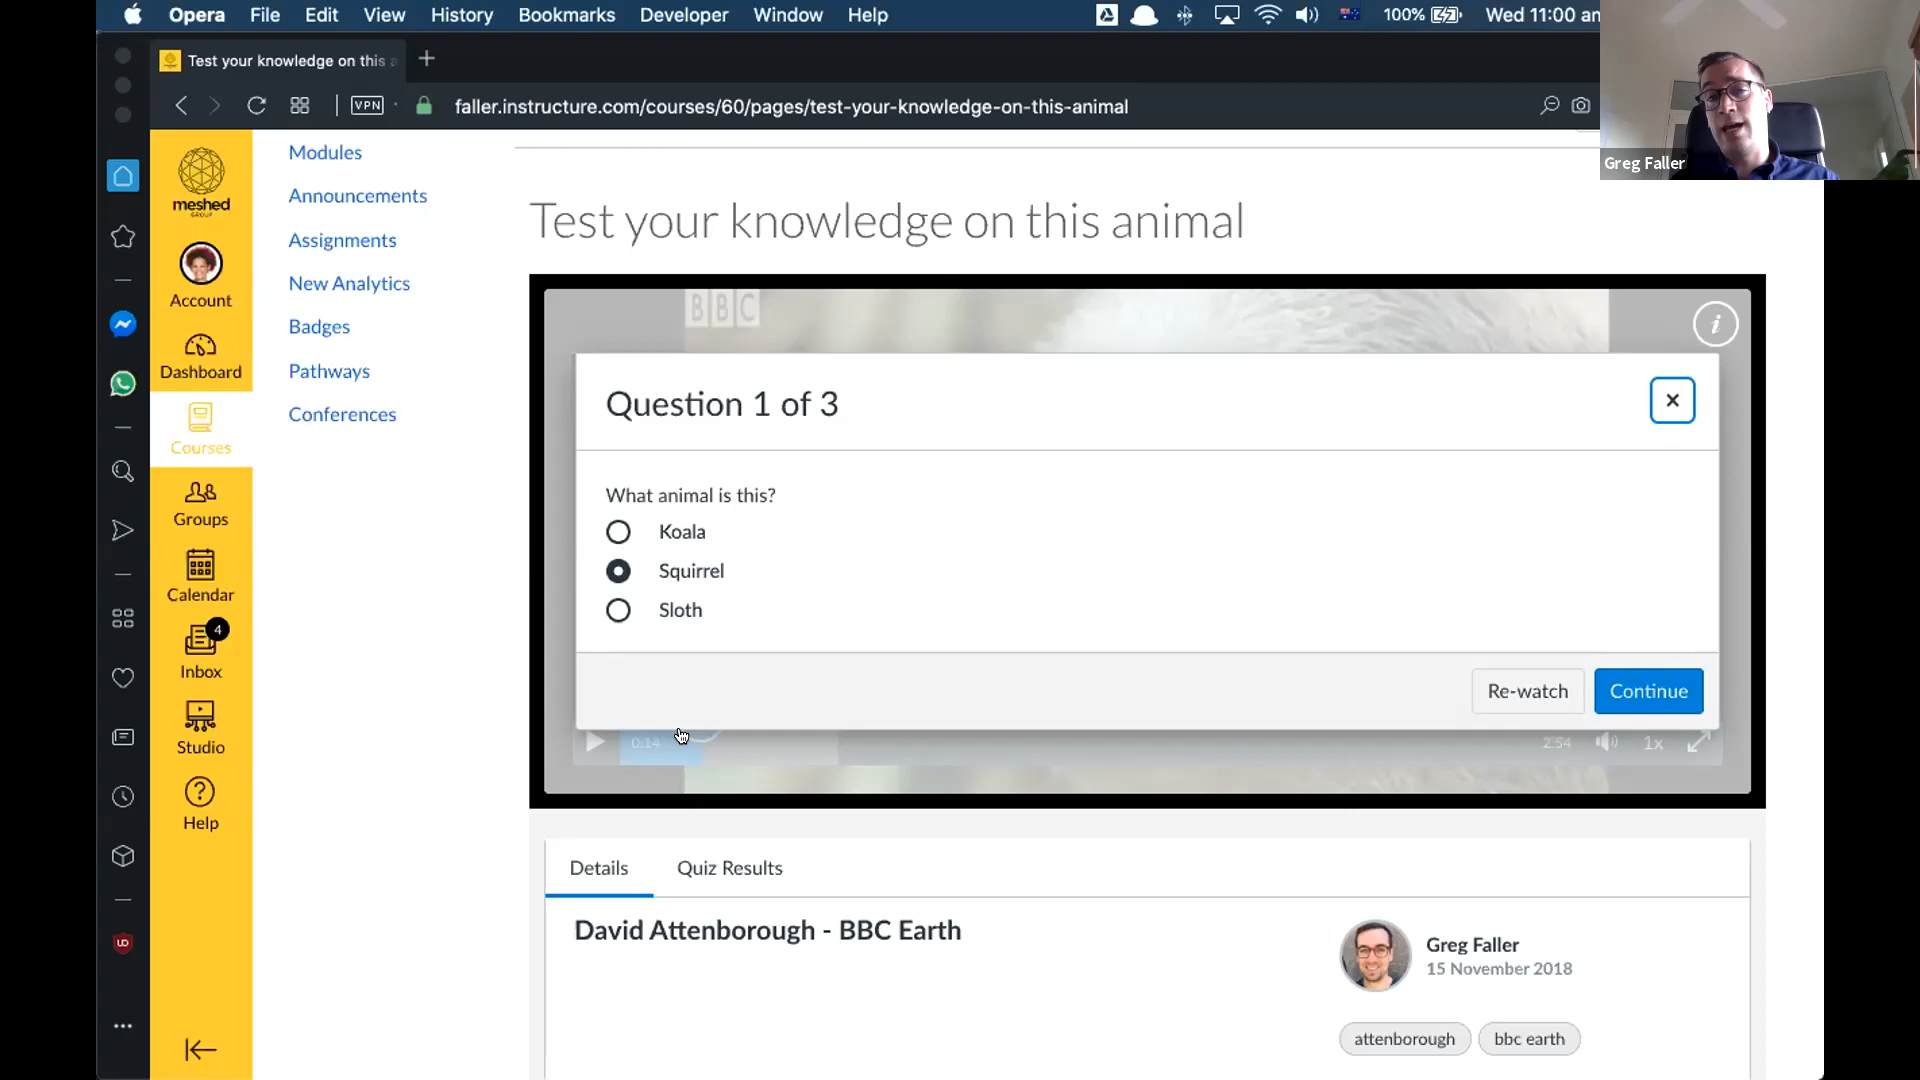 Opera File Edit View History Bookmarks Developer Window Help 100% Wed 11:00 am
Test your knowledge on this a
VPN faller.instructure.com/courses/60/pages/test-your-knowledge-on-this-animal
Greg Faller
meshed
GROUP
Account
Dashboard
Courses
Groups
Calendar
4
Inbox
Studio
Help
Modules
Announcements
Assignments
New Analytics
Badges
Pathways
Conferences
Test your knowledge on this animal
BBC
i
Question 1 of 3
What animal is this?
Koala
Squirrel
Sloth
Re-watch Continue
0:14 2:54 1x
Details Quiz Results
David Attenborough - BBC Earth
Greg Faller
15 November 2018
attenborough bbc earth